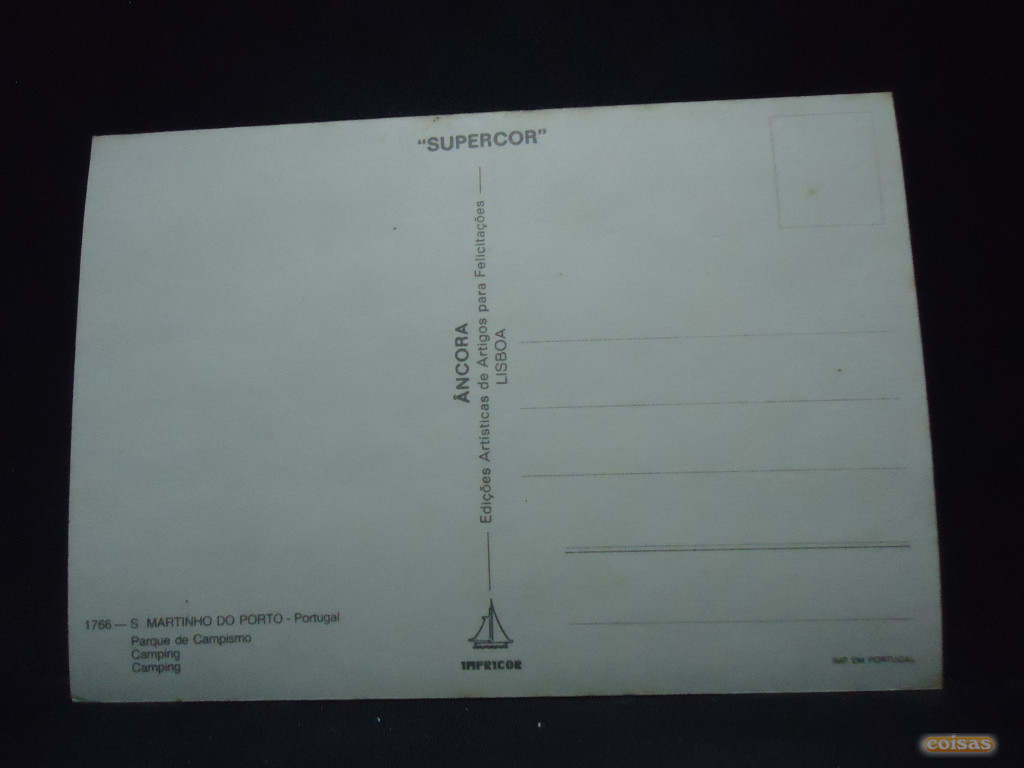 "SUPERCOR"
ÂNCORA
Edições Artísticas de Artigos para Felicitações
LISBOA
1766 — S. MARTINHO DO PORTO - Portugal
Parque de Campismo
Camping
Camping
IMPRICOR
IMP. EM PORTUGAL
coisas